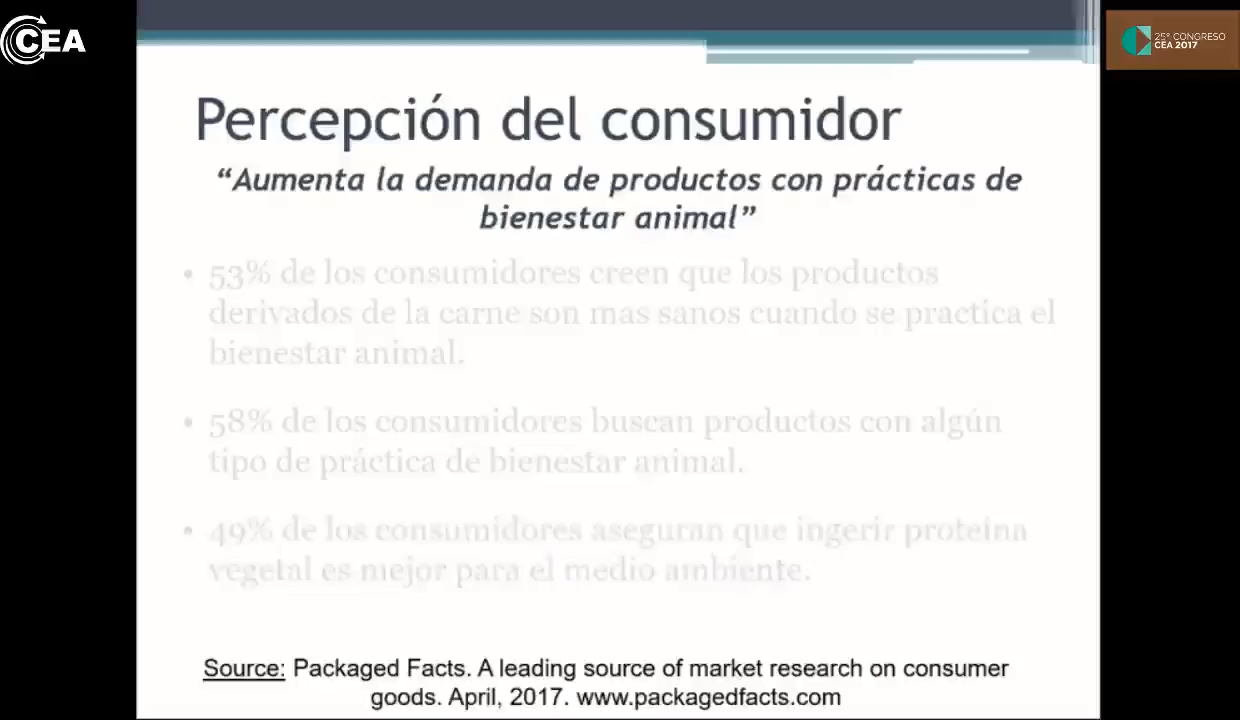 CEA
25º CONGRESO
CEA 2017
Percepción del consumidor
“Aumenta la demanda de productos con prácticas de
bienestar animal”
• 53% de los consumidores creen que los productos
derivados de la carne son mas sanos cuando se practica el
bienestar animal.
• 58% de los consumidores buscan productos con algún
tipo de práctica de bienestar animal.
• 49% de los consumidores aseguran que ingerir proteína
vegetal es mejor para el medio ambiente.
Source: Packaged Facts. A leading source of market research on consumer
goods. April, 2017. www.packagedfacts.com